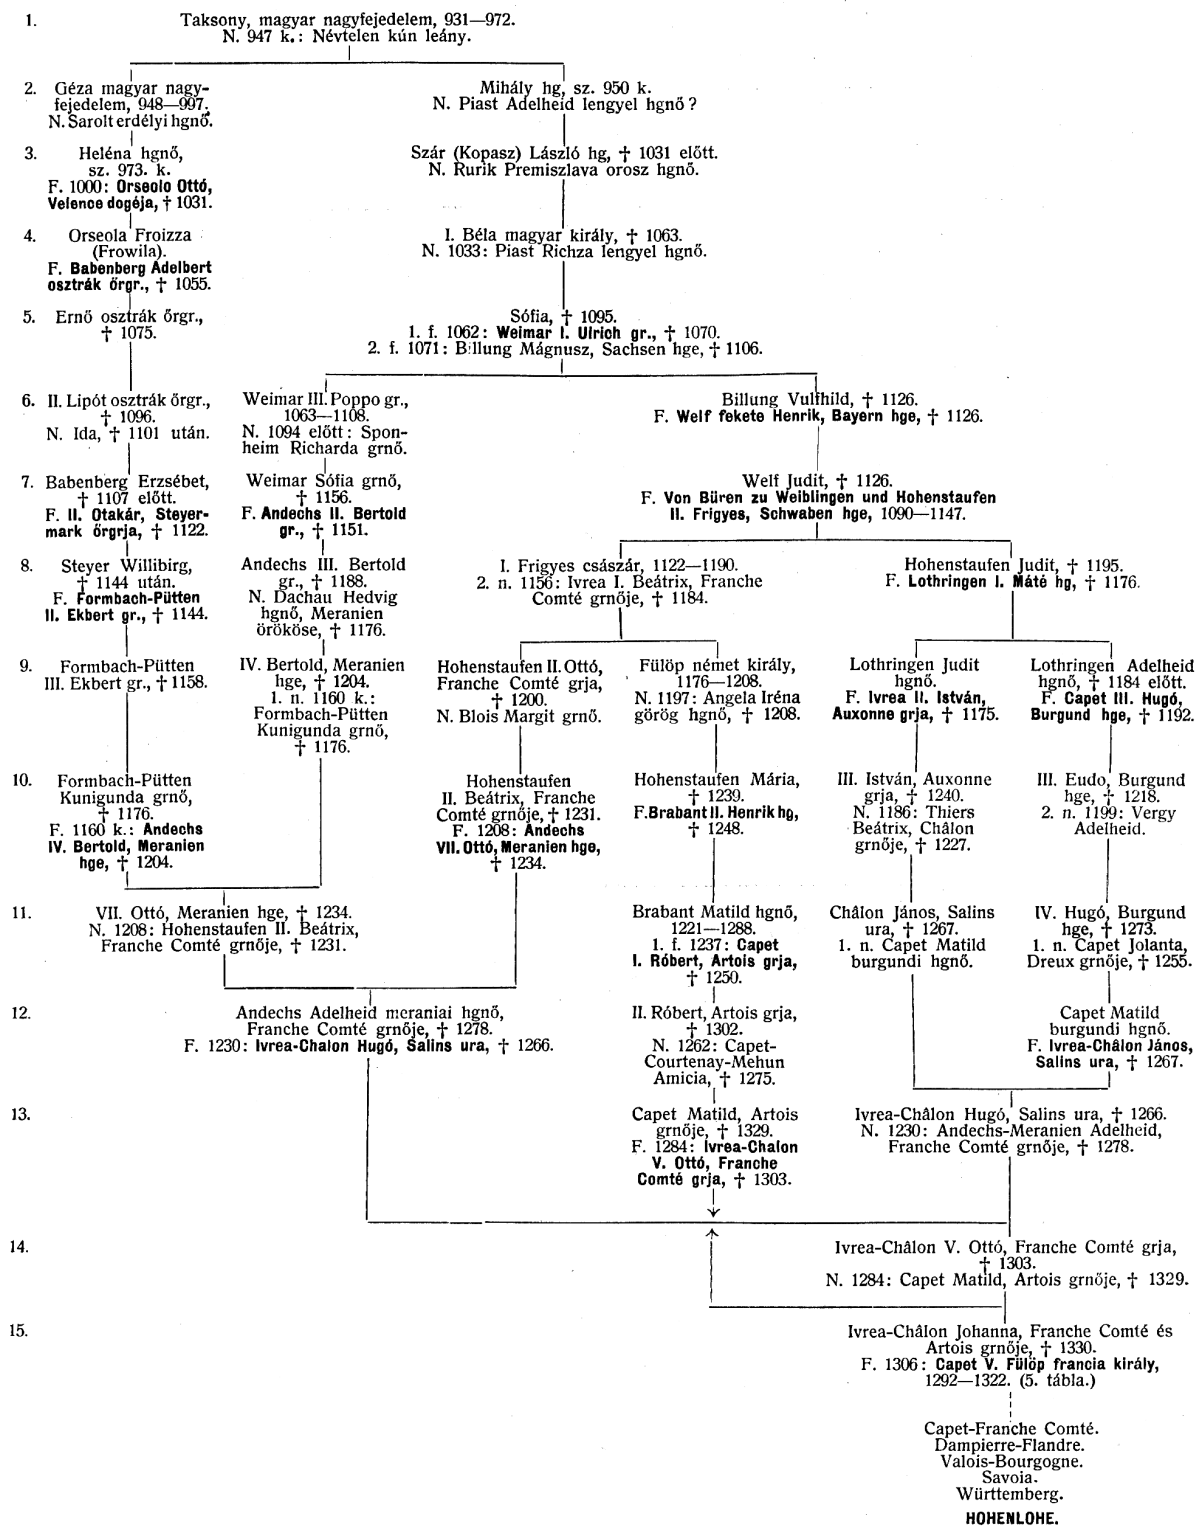 1.
Taksony, magyar nagyfejedelem, 931—972.
N. 947 k.: Névtelen kún leány.
2.
Géza magyar nagy-
fejedelem, 948—997.
N. Sarolt erdélyi hgnő.
Mihály hg, sz. 950 k.
N. Piast Adelheid lengyel hgnő?
3.
Heléna hgnő,
sz. 973. k.
F. 1000: Orseolo Ottó,
Velence dogéja, † 1031.
Szár (Kopasz) László hg, † 1031 előtt.
N. Rurik Premiszlava orosz hgnő.
4.
Orseola Froizza
(Frowila).
F. Babenberg Adelbert
osztrák őrgr., † 1055.
I. Béla magyar király, † 1063.
N. 1033: Piast Richza lengyel hgnő.
5.
Ernő osztrák őrgr.,
† 1075.
Sófia, † 1095.
1. f. 1062: Weimar I. Ulrich gr., † 1070.
2. f. 1071: Billung Mágnusz, Sachsen hge, † 1106.
6.
II. Lipót osztrák őrgr.,
† 1096.
N. Ida, † 1101 után.
Weimar III. Poppo gr.,
1063—1108.
N. 1094 előtt: Spon-
heim Richarda grnő.
Billung Vulfhild, † 1126.
F. Welf fekete Henrik, Bayern hge, † 1126.
7.
Babenberg Erzsébet,
† 1107 előtt.
F. II. Otakár, Steyer-
mark őrgrja, † 1122.
Weimar Sófia grnő,
† 1156.
F. Andechs II. Bertold
gr., † 1151.
Welf Judit, † 1126.
F. Von Büren zu Weiblingen und Hohenstaufen
II. Frigyes, Schwaben hge, 1090—1147.
8.
Steyer Willibirg,
† 1144 után.
F. Formbach-Pütten
II. Ekbert gr., † 1144.
Andechs III. Bertold
gr., † 1188.
N. Dachau Hedvig
hgnő, Meranien
örököse, † 1176.
I. Frigyes császár, 1122—1190.
2. n. 1156: Ivrea I. Beátrix, Franche
Comté grnője, † 1184.
Hohenstaufen Judit, † 1195.
F. Lothringen I. Máté hg, † 1176.
9.
Formbach-Pütten
III. Ekbert gr., † 1158.
IV. Bertold, Meranien
hge, † 1204.
1. n. 1160 k.:
Formbach-Pütten
Kunigunda grnő,
† 1176.
Hohenstaufen II. Ottó,
Franche Comté grja,
† 1200.
N. Blois Margit grnő.
Fülöp német király,
1176—1208.
N. 1197: Angela Iréna
görög hgnő, † 1208.
Lothringen Judit
hgnő.
F. Ivrea II. István,
Auxonne grja, † 1175.
Lothringen Adelheid
hgnő, † 1184 előtt.
F. Capet III. Hugó,
Burgund hge, † 1192.
10.
Formbach-Pütten
Kunigunda grnő,
† 1176.
F. 1160 k.: Andechs
IV. Bertold, Meranien
hge, † 1204.
Hohenstaufen
II. Beátrix, Franche
Comté grnője, † 1231.
F. 1208: Andechs
VII. Ottó, Meranien hge,
† 1234.
Hohenstaufen Mária,
† 1239.
F. Brabant II. Henrik hg,
† 1248.
III. István, Auxonne
grja, † 1240.
N. 1186: Thiers
Beátrix, Châlon
grnője, † 1227.
III. Eudo, Burgund
hge, † 1218.
2. n. 1199: Vergy
Adelheid.
11.
VII. Ottó, Meranien hge, † 1234.
N. 1208: Hohenstaufen II. Beátrix,
Franche Comté grnője, † 1231.
Brabant Matild hgnő,
1221—1288.
1. f. 1237: Capet
I. Róbert, Artois grja,
† 1250.
Châlon János, Salins
ura, † 1267.
1. n. Capet Matild
burgundi hgnő.
IV. Hugó, Burgund
hge, † 1273.
1. n. Capet Jolanta,
Dreux grnője, † 1255.
12.
Andechs Adelheid meraniai hgnő,
Franche Comté grnője, † 1278.
F. 1230: Ivrea-Chalon Hugó, Salins ura, † 1266.
II. Róbert, Artois grja,
† 1302.
N. 1262: Capet-
Courtenay-Mehun
Amicia, † 1275.
Capet Matild
burgundi hgnő.
F. Ivrea-Châlon János,
Salins ura, † 1267.
13.
Capet Matild, Artois
grnője, † 1329.
F. 1284: Ivrea-Chalon
V. Ottó, Franche
Comté grja, † 1303.
Ivrea-Châlon Hugó, Salins ura, † 1266.
N. 1230: Andechs-Meranien Adelheid,
Franche Comté grnője, † 1278.
14.
Ivrea-Châlon V. Ottó, Franche Comté grja,
† 1303.
N. 1284: Capet Matild, Artois grnője, † 1329.
15.
Ivrea-Châlon Johanna, Franche Comté és
Artois grnője, † 1330.
F. 1306: Capet V. Fülöp francia király,
1292—1322. (5. tábla.)
Capet-Franche Comté.
Dampierre-Flandre.
Valois-Bourgogne.
Savoia.
Württemberg.
HOHENLOHE.